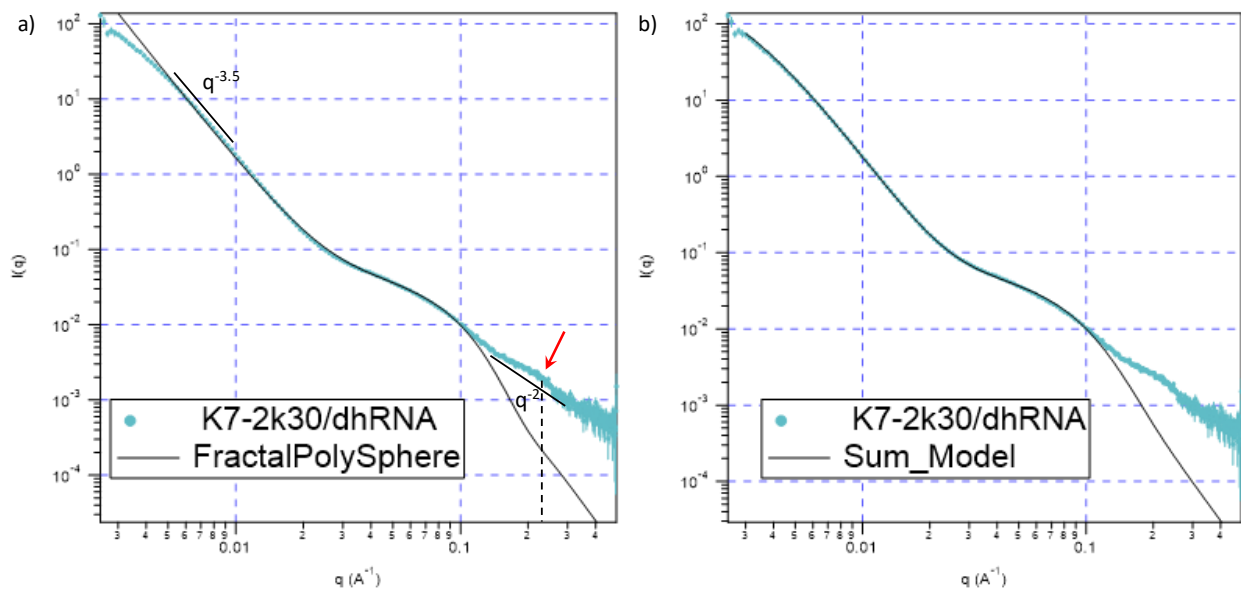 a)
10²
10¹
10⁰
10⁻¹
10⁻²
10⁻³
10⁻⁴
I(q)
q⁻³·⁵
q⁻²
K7-2k30/dhRNA
FractalPolySphere
3 4 5 6 7 8 9 0.01 2 3 4 5 6 7 8 9 0.1 2 3 4
q (A⁻¹)
b)
10²
10¹
10⁰
10⁻¹
10⁻²
10⁻³
10⁻⁴
I(q)
K7-2k30/dhRNA
Sum_Model
3 4 5 6 7 8 9 0.01 2 3 4 5 6 7 8 9 0.1 2 3 4
q (A⁻¹)